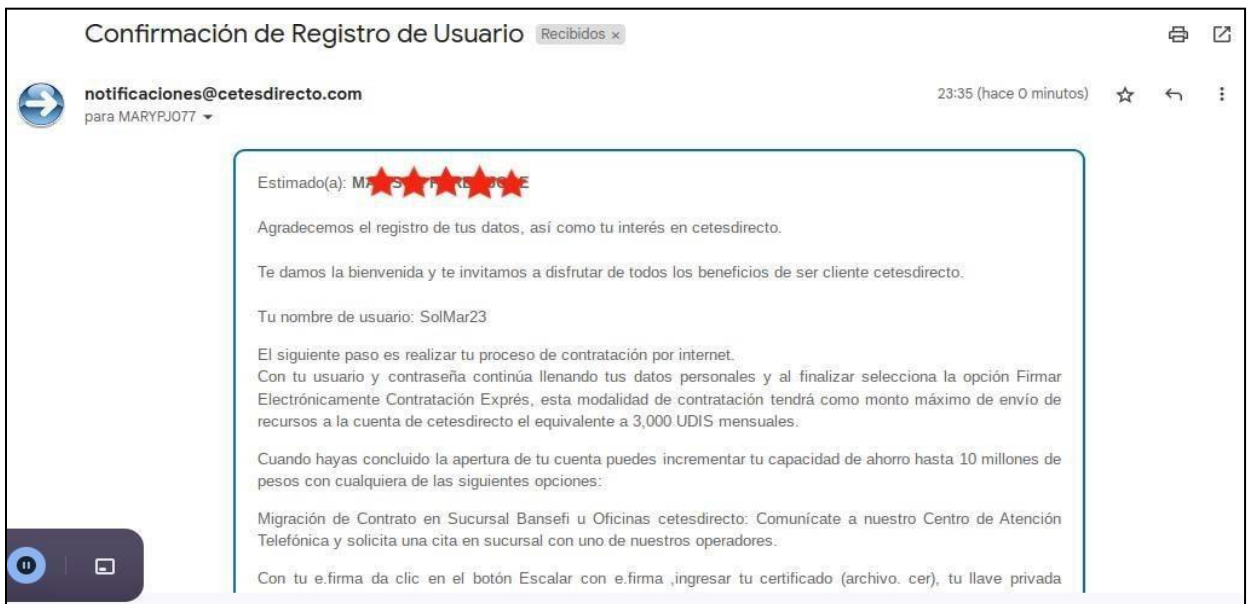 Confirmación de Registro de Usuario Recibidos x
notificaciones@cetesdirecto.com 23:35 (hace 0 minutos)
para MARYPJ077
Estimado(a):
Agradecemos el registro de tus datos, así como tu interés en cetesdirecto.
Te damos la bienvenida y te invitamos a disfrutar de todos los beneficios de ser cliente cetesdirecto.
Tu nombre de usuario: SolMar23
El siguiente paso es realizar tu proceso de contratación por internet.
Con tu usuario y contraseña continúa llenando tus datos personales y al finalizar selecciona la opción Firmar
Electrónicamente Contratación Exprés, esta modalidad de contratación tendrá como monto máximo de envío de
recursos a la cuenta de cetesdirecto el equivalente a 3,000 UDIS mensuales.
Cuando hayas concluido la apertura de tu cuenta puedes incrementar tu capacidad de ahorro hasta 10 millones de
pesos con cualquiera de las siguientes opciones:
Migración de Contrato en Sucursal Bansefi u Oficinas cetesdirecto: Comunícate a nuestro Centro de Atención
Telefónica y solicita una cita en sucursal con uno de nuestros operadores.
Con tu e.firma da clic en el botón Escalar con e.firma ,ingresar tu certificado (archivo. cer), tu llave privada